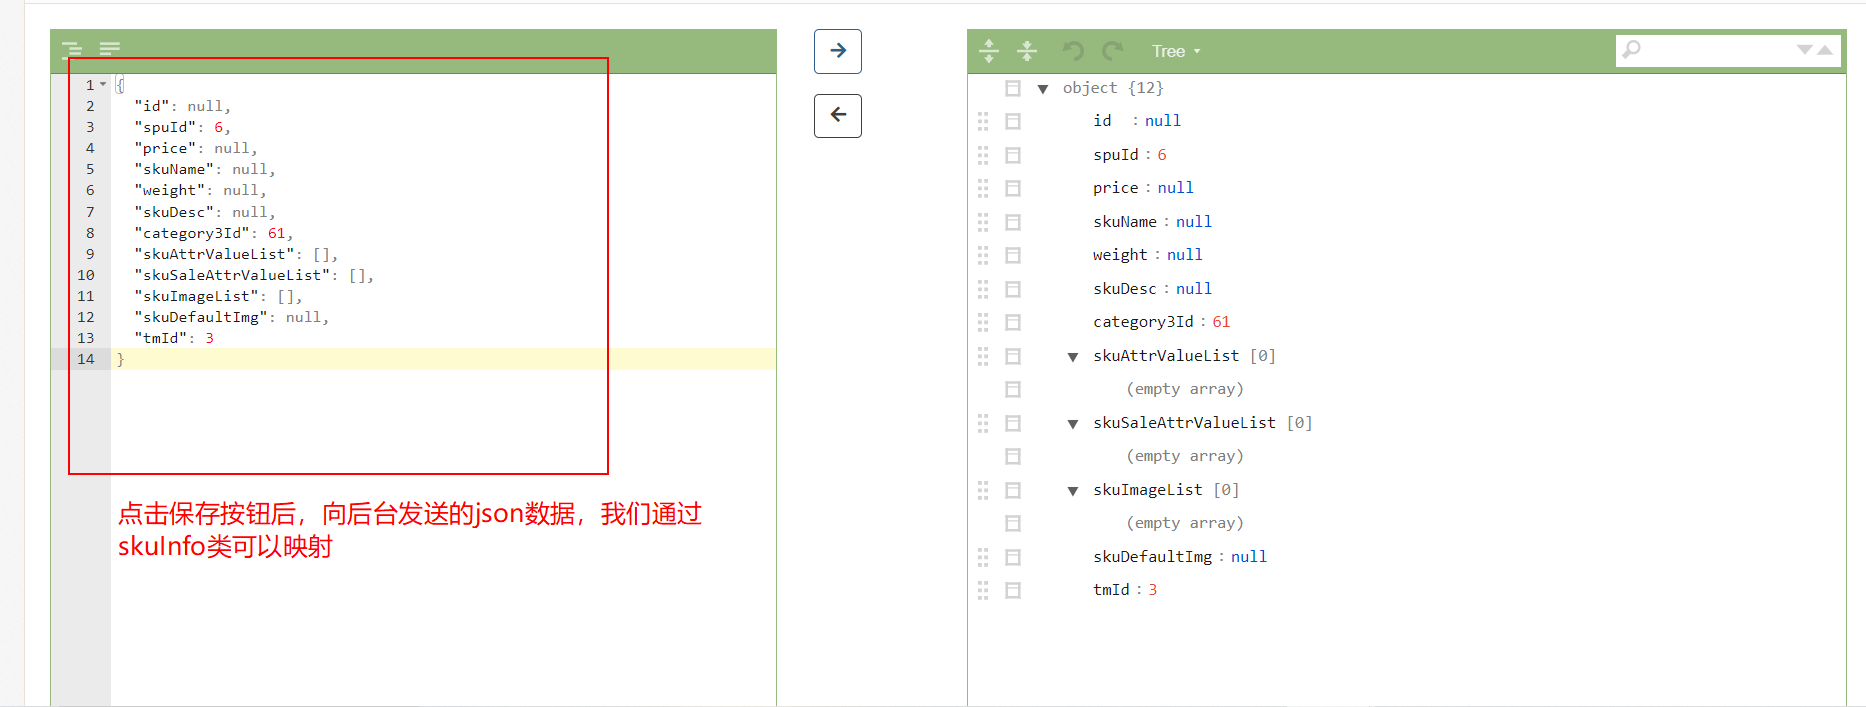 Tree
1 {
2 "id": null,
3 "spuId": 6,
4 "price": null,
5 "skuName": null,
6 "weight": null,
7 "skuDesc": null,
8 "category3Id": 61,
9 "skuAttrValueList": [],
10 "skuSaleAttrValueList": [],
11 "skuImageList": [],
12 "skuDefaultImg": null,
13 "tmId": 3
14 }
点击保存按钮后，向后台发送的json数据，我们通过
skuInfo类可以映射
object {12}
id : null
spuId : 6
price : null
skuName : null
weight : null
skuDesc : null
category3Id : 61
skuAttrValueList [0]
(empty array)
skuSaleAttrValueList [0]
(empty array)
skuImageList [0]
(empty array)
skuDefaultImg : null
tmId : 3